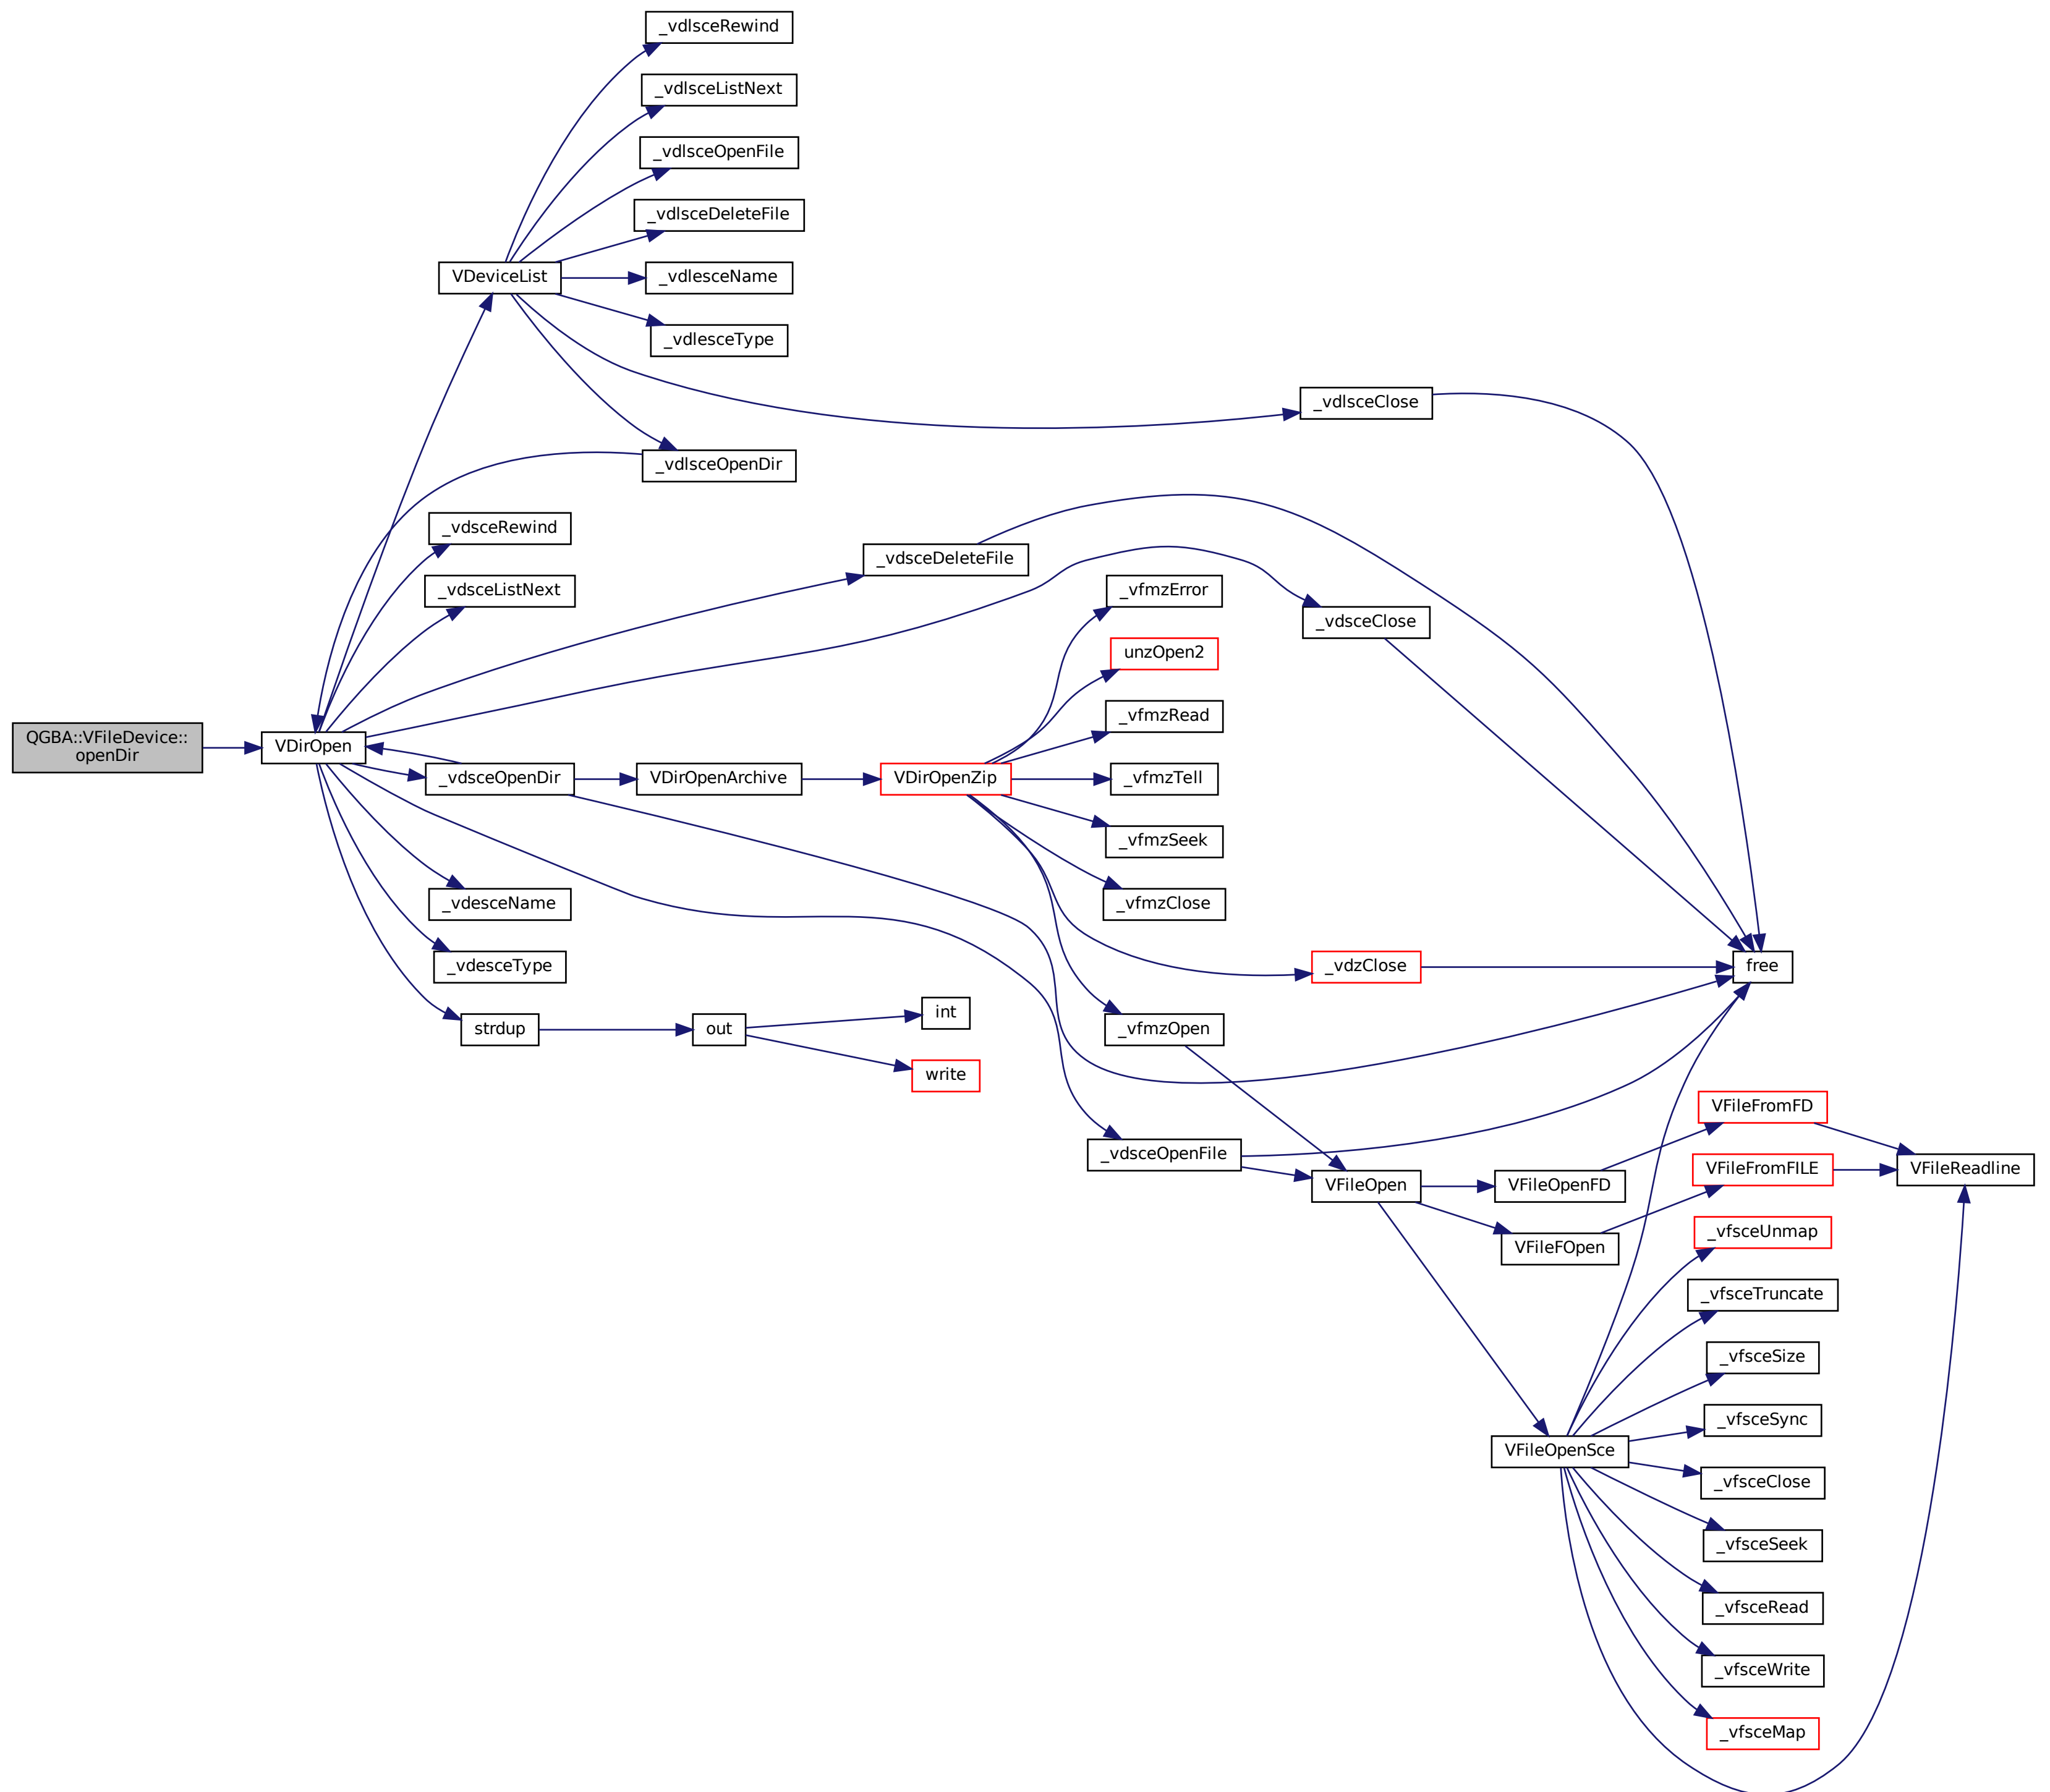 _vdlsceRewind
_vdlsceListNext
_vdlsceOpenFile
_vdlsceDeleteFile
VDeviceList
_vdlesceName
_vdlesceType
_vdlsceClose
_vdlsceOpenDir
_vdsceRewind
_vdsceDeleteFile
_vdsceListNext
_vfmzError
_vdsceClose
unzOpen2
_vfmzRead
QGBA::VFileDevice::
openDir
VDirOpen
_vdsceOpenDir
VDirOpenArchive
VDirOpenZip
_vfmzTell
_vfmzSeek
_vdesceName
_vfmzClose
_vdesceType
_vdzClose
free
int
strdup
out
_vfmzOpen
write
VFileFromFD
_vdsceOpenFile
VFileOpen
VFileOpenFD
VFileFromFILE
VFileReadline
_vfsceUnmap
VFileFOpen
_vfsceTruncate
_vfsceSize
_vfsceSync
VFileOpenSce
_vfsceClose
_vfsceSeek
_vfsceRead
_vfsceWrite
_vfsceMap